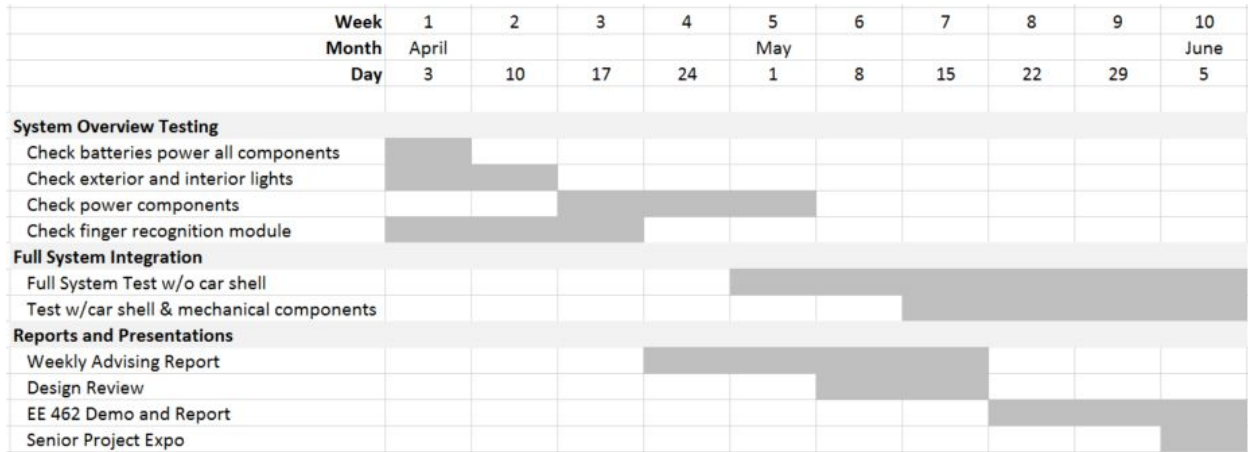 Week 1 2 3 4 5 6 7 8 9 10
Month April May June
Day 3 10 17 24 1 8 15 22 29 5
System Overview Testing
Check batteries power all components
Check exterior and interior lights
Check power components
Check finger recognition module
Full System Integration
Full System Test w/o car shell
Test w/car shell & mechanical components
Reports and Presentations
Weekly Advising Report
Design Review
EE 462 Demo and Report
Senior Project Expo